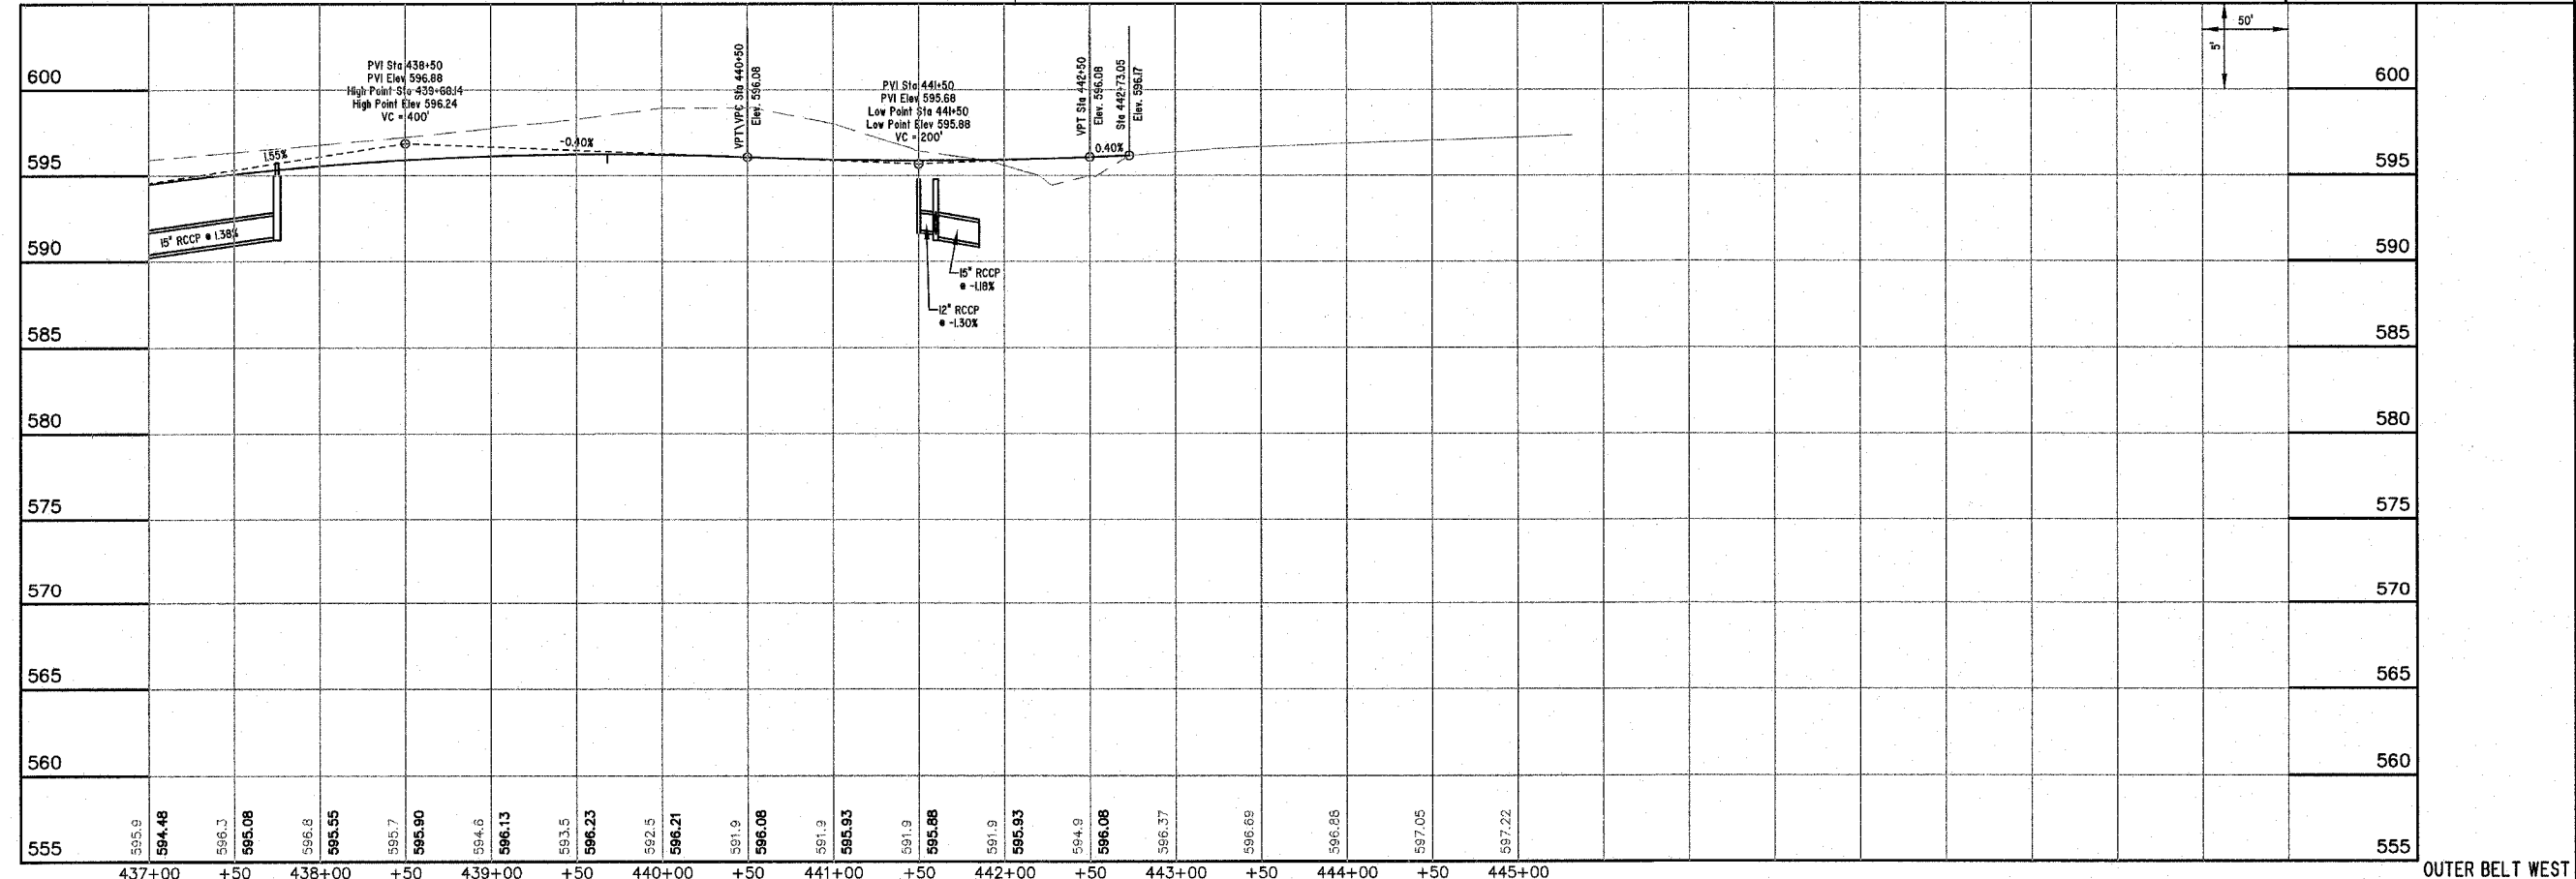 50'
5'
600
600
595
595
590
590
585
585
580
580
575
575
570
570
565
565
560
560
555
555
PVI Sta 438+50
PVI Elev 596.88
High Point Sta 439+68.14
High Point Elev 596.24
VC = 400'
1.55%
-0.40%
VPT\VPC Sta 440+50
Elev. 596.08
PVI Sta 441+50
PVI Elev 595.68
Low Point Sta 441+50
Low Point Elev 595.88
VC = 200'
VPT Sta 442+50
Elev. 596.08
Sta 442+73.05
Elev. 596.17
0.40%
15" RCCP @ 1.38%
15" RCCP
@ -1.18%
12" RCCP
@ -1.30%
595.9 594.48 596.3 595.08 596.8 595.55 595.7 595.90 594.6 596.13 593.5 596.23 592.5 596.21 591.9 596.08 591.9 595.93 591.9 595.88 591.9 595.93 594.9 596.08 596.37 596.69 596.88 597.05 597.22
437+00 +50 438+00 +50 439+00 +50 440+00 +50 441+00 +50 442+00 +50 443+00 +50 444+00 +50 445+00
OUTER BELT WEST